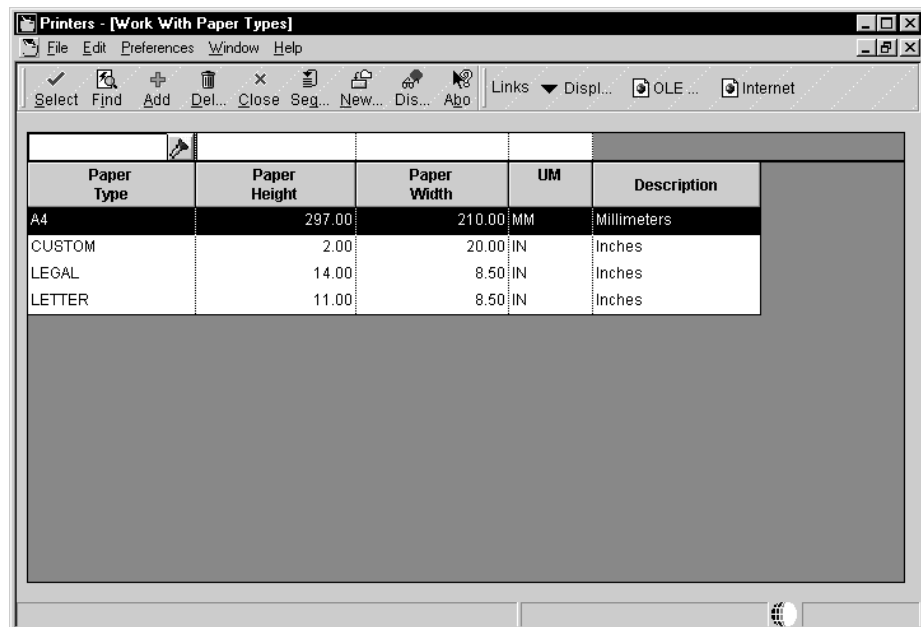 Printers - [Work With Paper Types]
File Edit Preferences Window Help
Select Find Add Del... Close Seq... New... Dis... Abo Links Displ... OLE ... Internet
Paper Type Paper Height Paper Width UM Description
A4 297.00 210.00 MM Millimeters
CUSTOM 2.00 20.00 IN Inches
LEGAL 14.00 8.50 IN Inches
LETTER 11.00 8.50 IN Inches